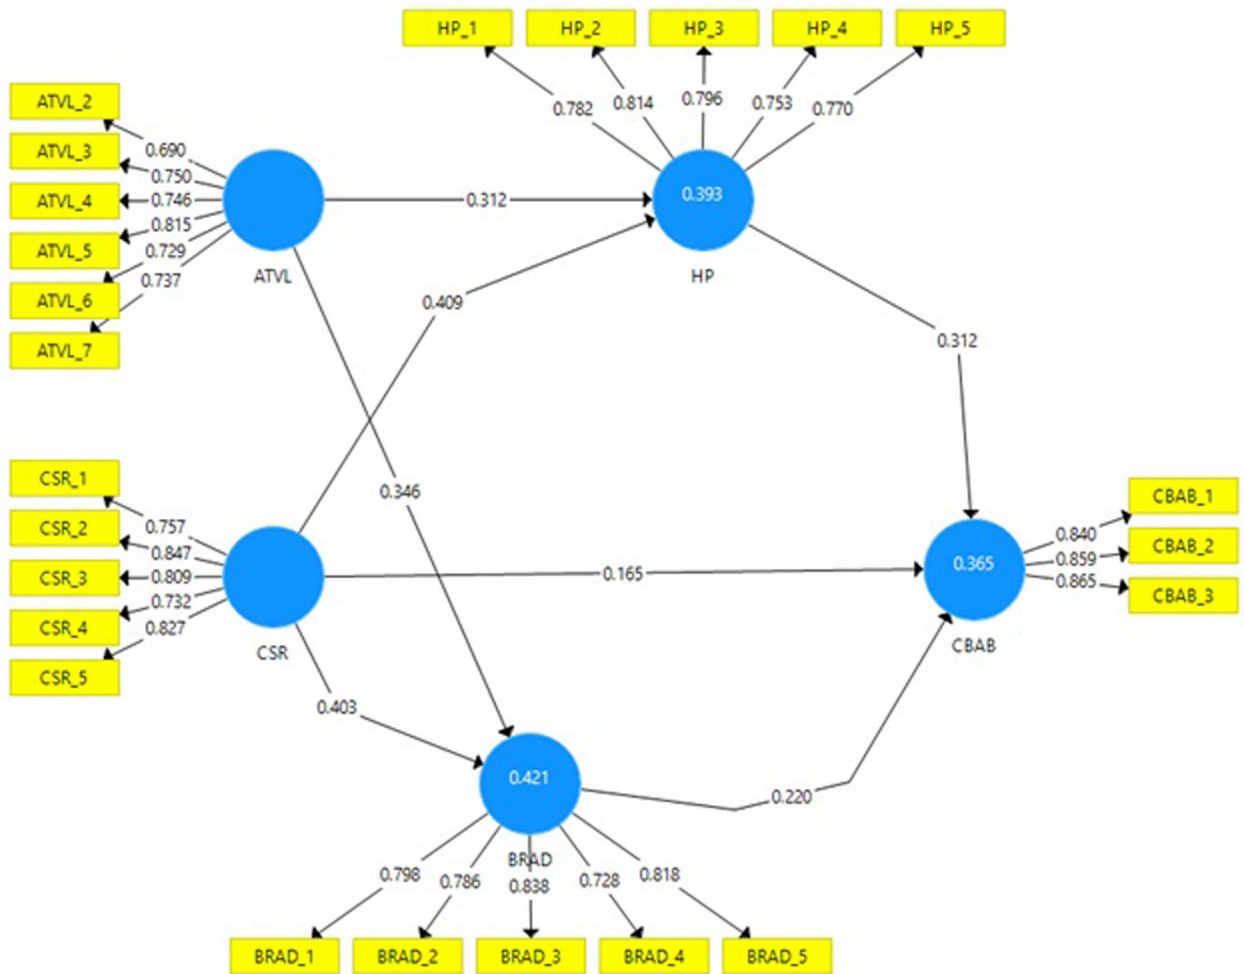 HP_1 HP_2 HP_3 HP_4 HP_5
0.782 0.814 0.796 0.753 0.770
ATVL_2
ATVL_3
ATVL_4
ATVL_5
ATVL_6
ATVL_7
0.690
0.750
0.746
0.815
0.729
0.737
ATVL
0.312
0.393
HP
0.409
0.312
0.346
CSR_1
CSR_2
CSR_3
CSR_4
CSR_5
0.757
0.847
0.809
0.732
0.827
CSR
0.165
0.365
CBAB
0.840
0.859
0.865
CBAB_1
CBAB_2
CBAB_3
0.403
0.421
BRAD
0.220
0.798 0.786 0.838 0.728 0.818
BRAD_1 BRAD_2 BRAD_3 BRAD_4 BRAD_5